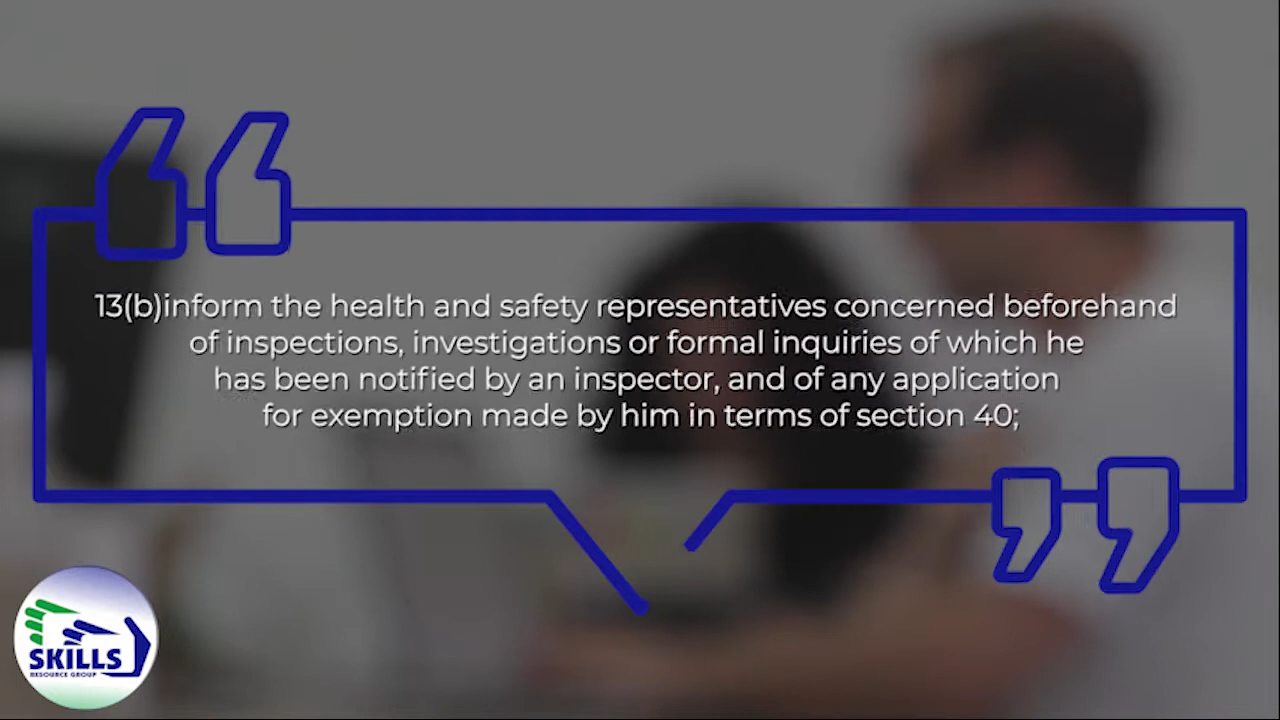 13(b)inform the health and safety representatives concerned beforehand
of inspections, investigations or formal inquiries of which he
has been notified by an inspector, and of any application
for exemption made by him in terms of section 40;
SKILLS
RESOURCE GROUP